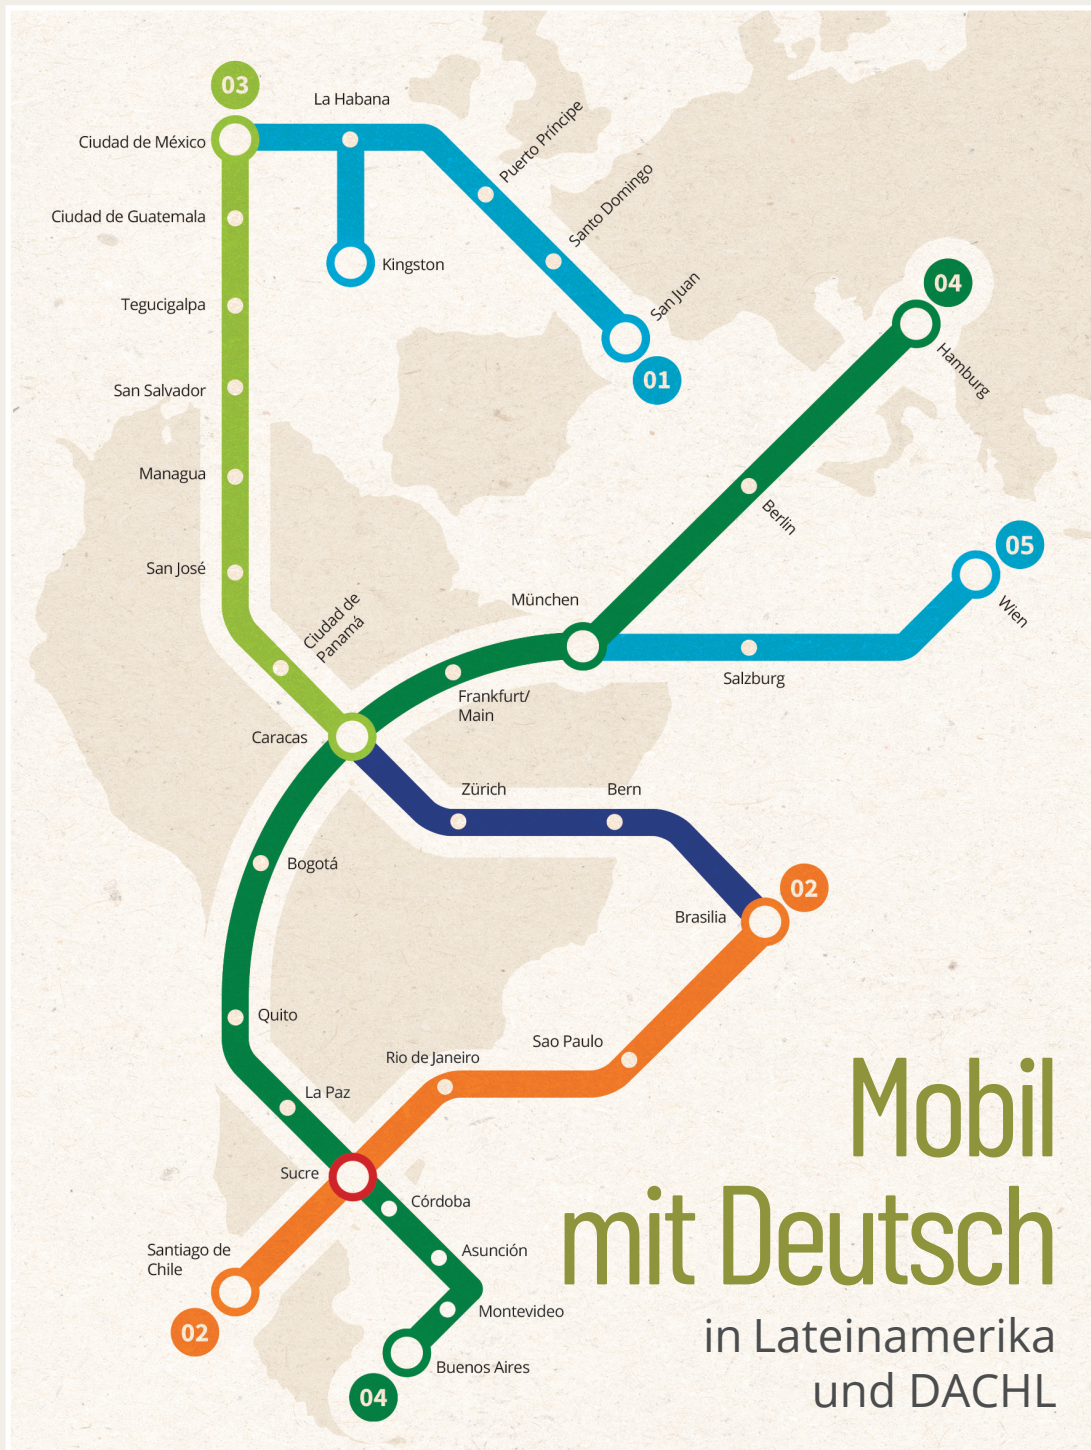 03
La Habana
Ciudad de México
Puerto Príncipe
Santo Domingo
Ciudad de Guatemala
Kingston
San Juan
04
Tegucigalpa
Hamburg
01
San Salvador
Managua
Berlin
05
San José
Ciudad de
Panamá
München
Wien
Salzburg
Frankfurt/
Main
Caracas
Zürich
Bern
Bogotá
02
Brasilia
Quito
Sao Paulo
Rio de Janeiro
La Paz
Sucre
Córdoba
Santiago de
Chile
Asunción
Montevideo
02
Buenos Aires
04
Mobil
mit Deutsch
in Lateinamerika
und DACHL